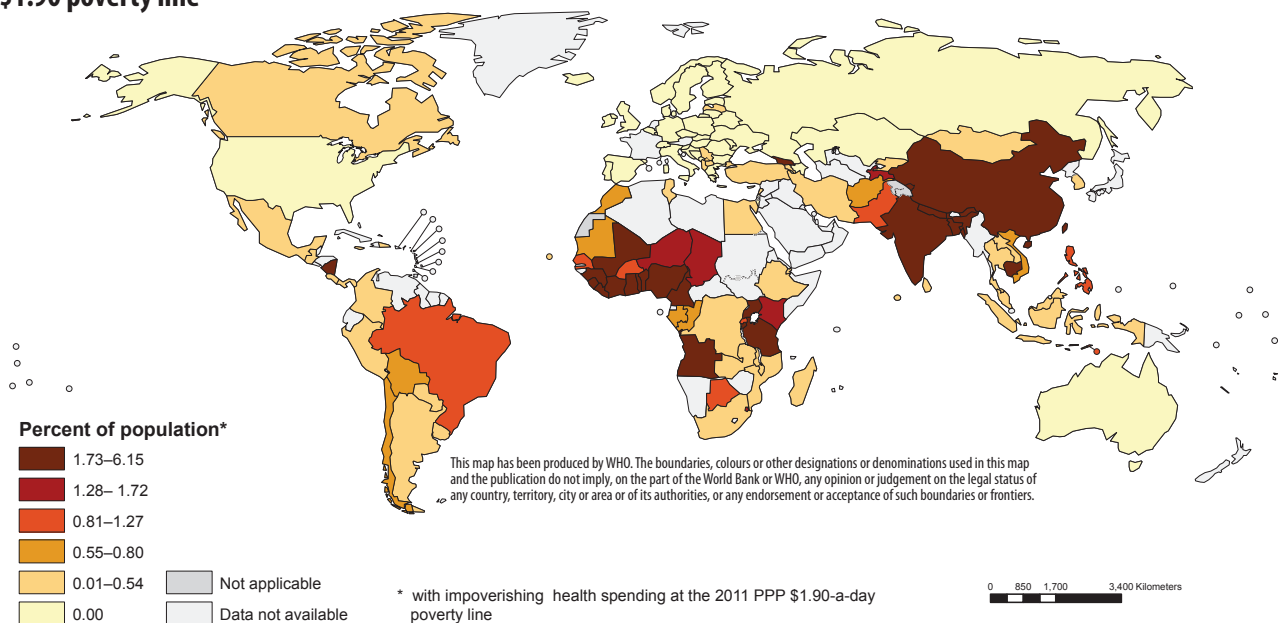 $1.90 poverty line
Percent of population*
1.73–6.15
1.28– 1.72
0.81–1.27
0.55–0.80
0.01–0.54
0.00
Not applicable
Data not available
This map has been produced by WHO. The boundaries, colours or other designations or denominations used in this map
and the publication do not imply, on the part of the World Bank or WHO, any opinion or judgement on the legal status of
any country, territory, city or area or of its authorities, or any endorsement or acceptance of such boundaries or frontiers.
* with impoverishing health spending at the 2011 PPP $1.90-a-day
poverty line
0 850 1,700 3,400 Kilometers